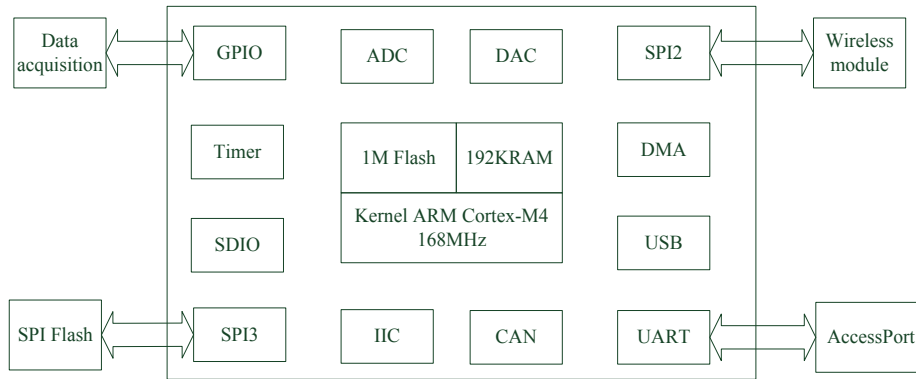 Data
acquisition
GPIO
ADC
DAC
SPI2
Wireless
module
Timer
1M Flash
192KRAM
DMA
Kernel ARM Cortex-M4
168MHz
SDIO
USB
SPI Flash
SPI3
IIC
CAN
UART
AccessPort